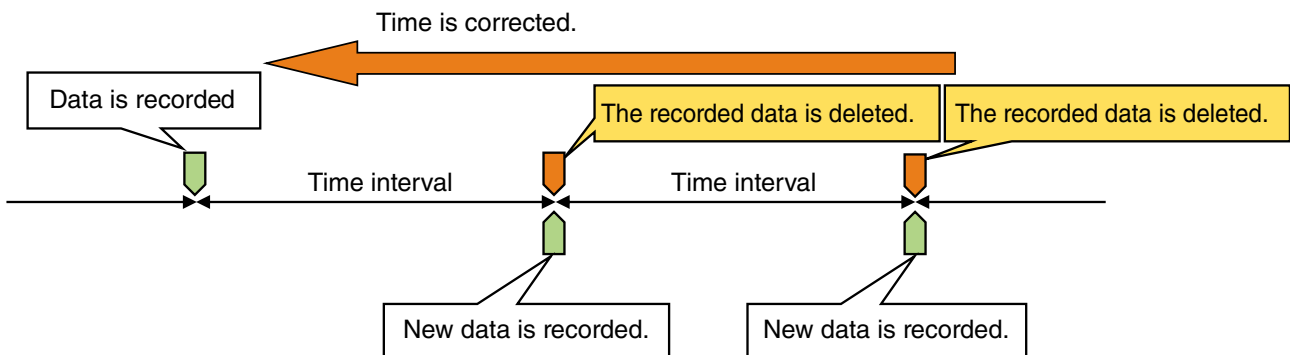 Time is corrected.
Data is recorded
The recorded data is deleted.
The recorded data is deleted.
Time interval
Time interval
New data is recorded.
New data is recorded.